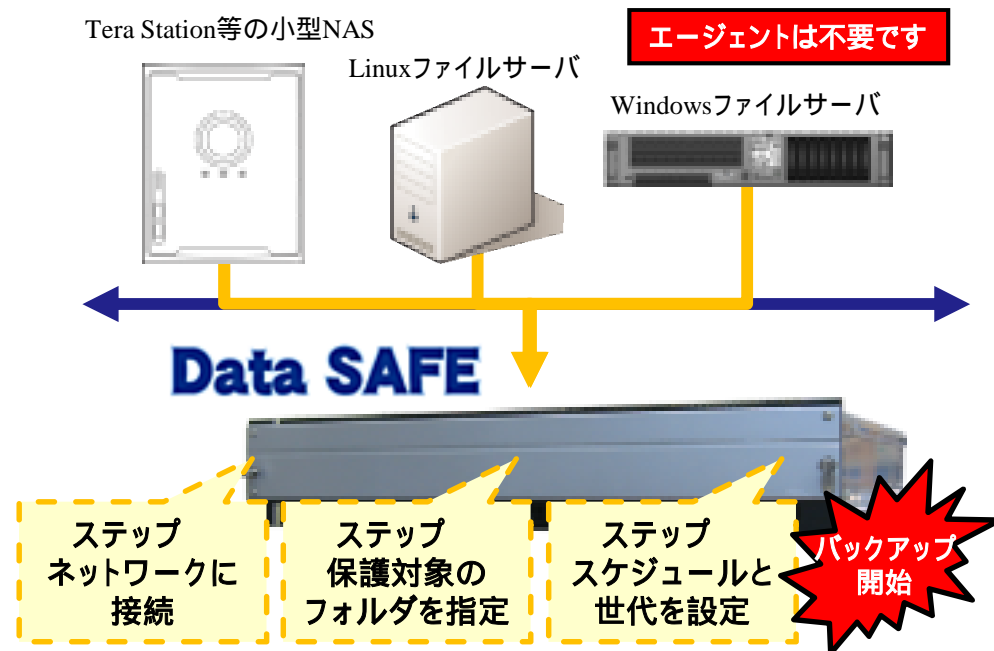 Tera Station等の小型NAS
エージェントは不要です
Linuxファイルサーバ
Windowsファイルサーバ
Data SAFE
ステップ
ネットワークに
接続
ステップ
保護対象の
フォルダを指定
ステップ
スケジュールと
世代を設定
バックアップ
開始